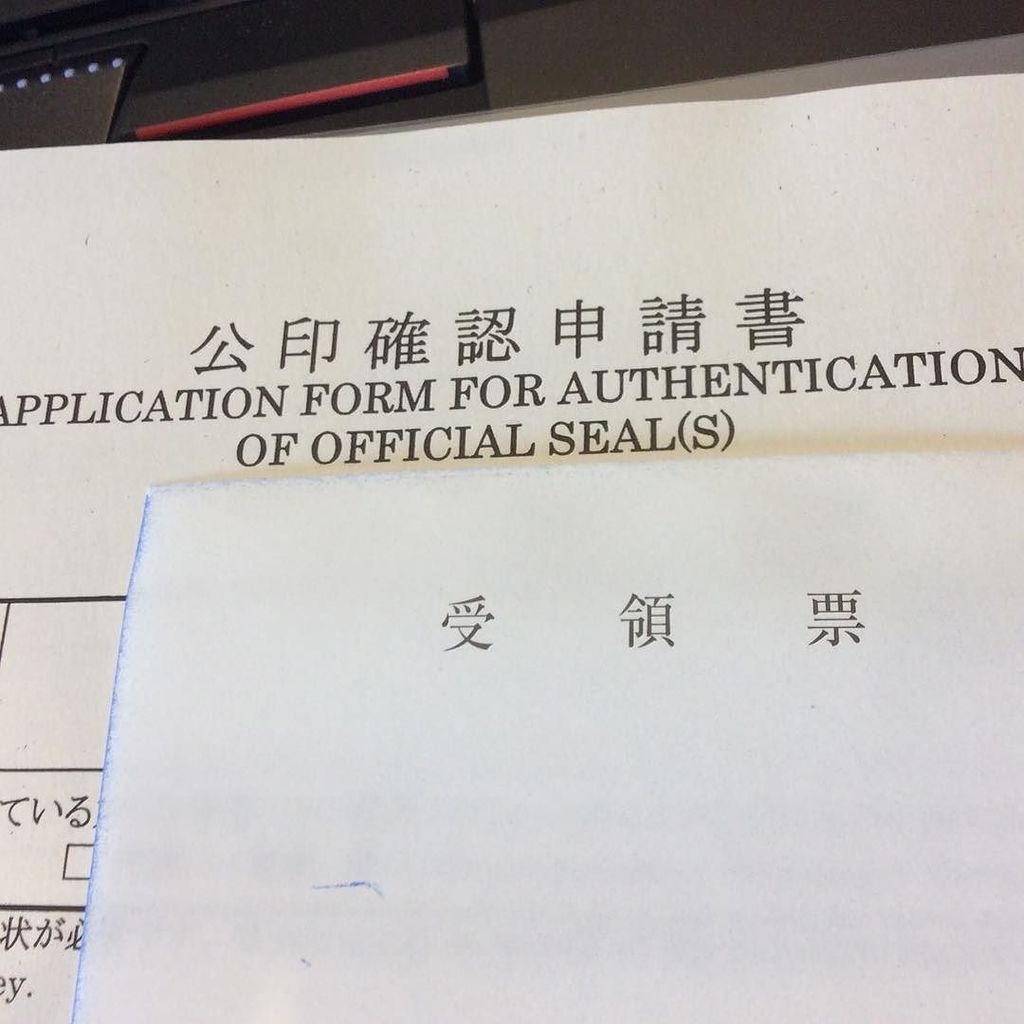 公印確認申請書
APPLICATION FORM FOR AUTHENTICATION
OF OFFICIAL SEAL(S)
受領票
ている
□
状が必
ey.